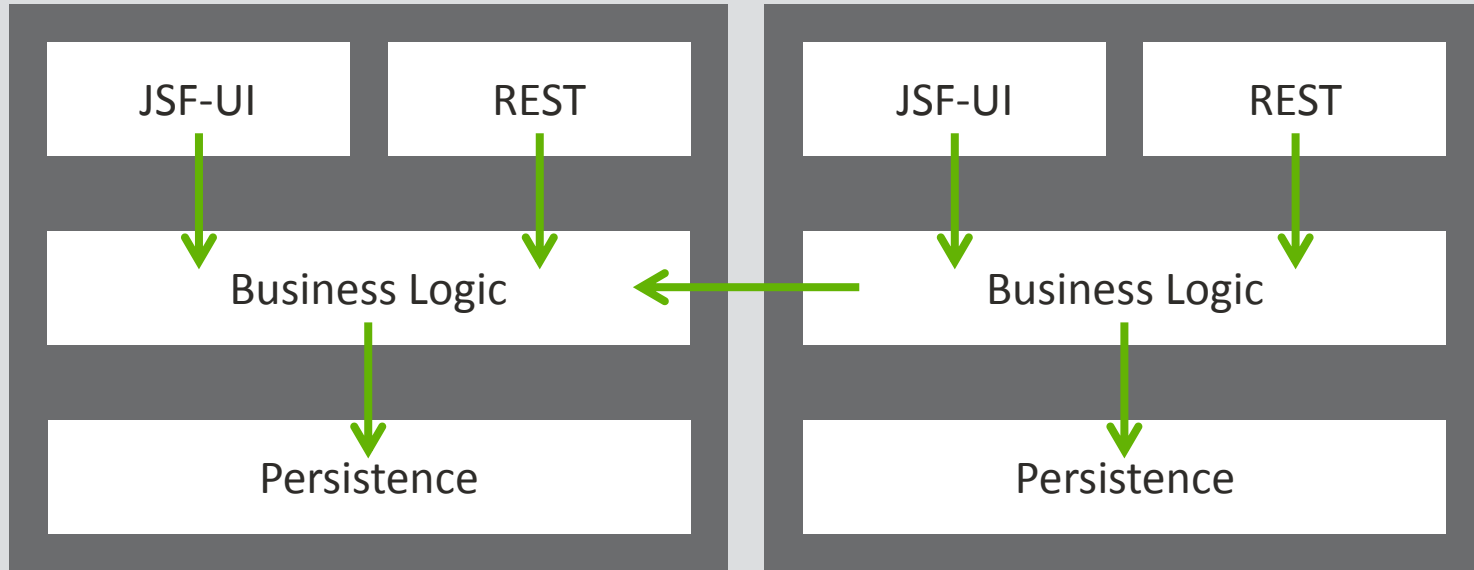 JSF-UI
REST
JSF-UI
REST
Business Logic
Business Logic
Persistence
Persistence